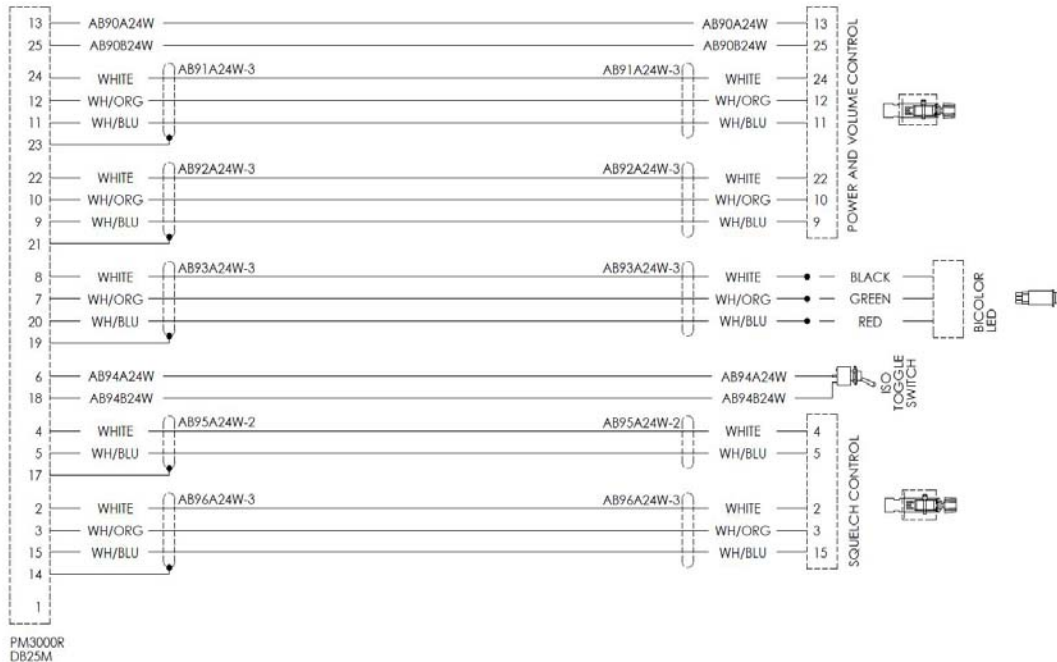 13 AB90A24W AB90A24W 13
25 AB90B24W AB90B24W 25
AB91A24W-3 AB91A24W-3
24 WHITE WHITE 24
12 WH/ORG WH/ORG 12
11 WH/BLU WH/BLU 11
23
POWER AND VOLUME CONTROL
AB92A24W-3 AB92A24W-3
22 WHITE WHITE 22
10 WH/ORG WH/ORG 10
9 WH/BLU WH/BLU 9
21
AB93A24W-3 AB93A24W-3
8 WHITE WHITE BLACK
7 WH/ORG WH/ORG GREEN
20 WH/BLU WH/BLU RED
19
BICOLOR
LED
6 AB94A24W AB94A24W
18 AB94B24W AB94B24W
ISO
TOGGLE
SWITCH
AB95A24W-2 AB95A24W-2
4 WHITE WHITE 4
5 WH/BLU WH/BLU 5
17
AB96A24W-3 AB96A24W-3
2 WHITE WHITE 2
3 WH/ORG WH/ORG 3
15 WH/BLU WH/BLU 15
14
SQUELCH CONTROL
1
PM3000R
DB25M